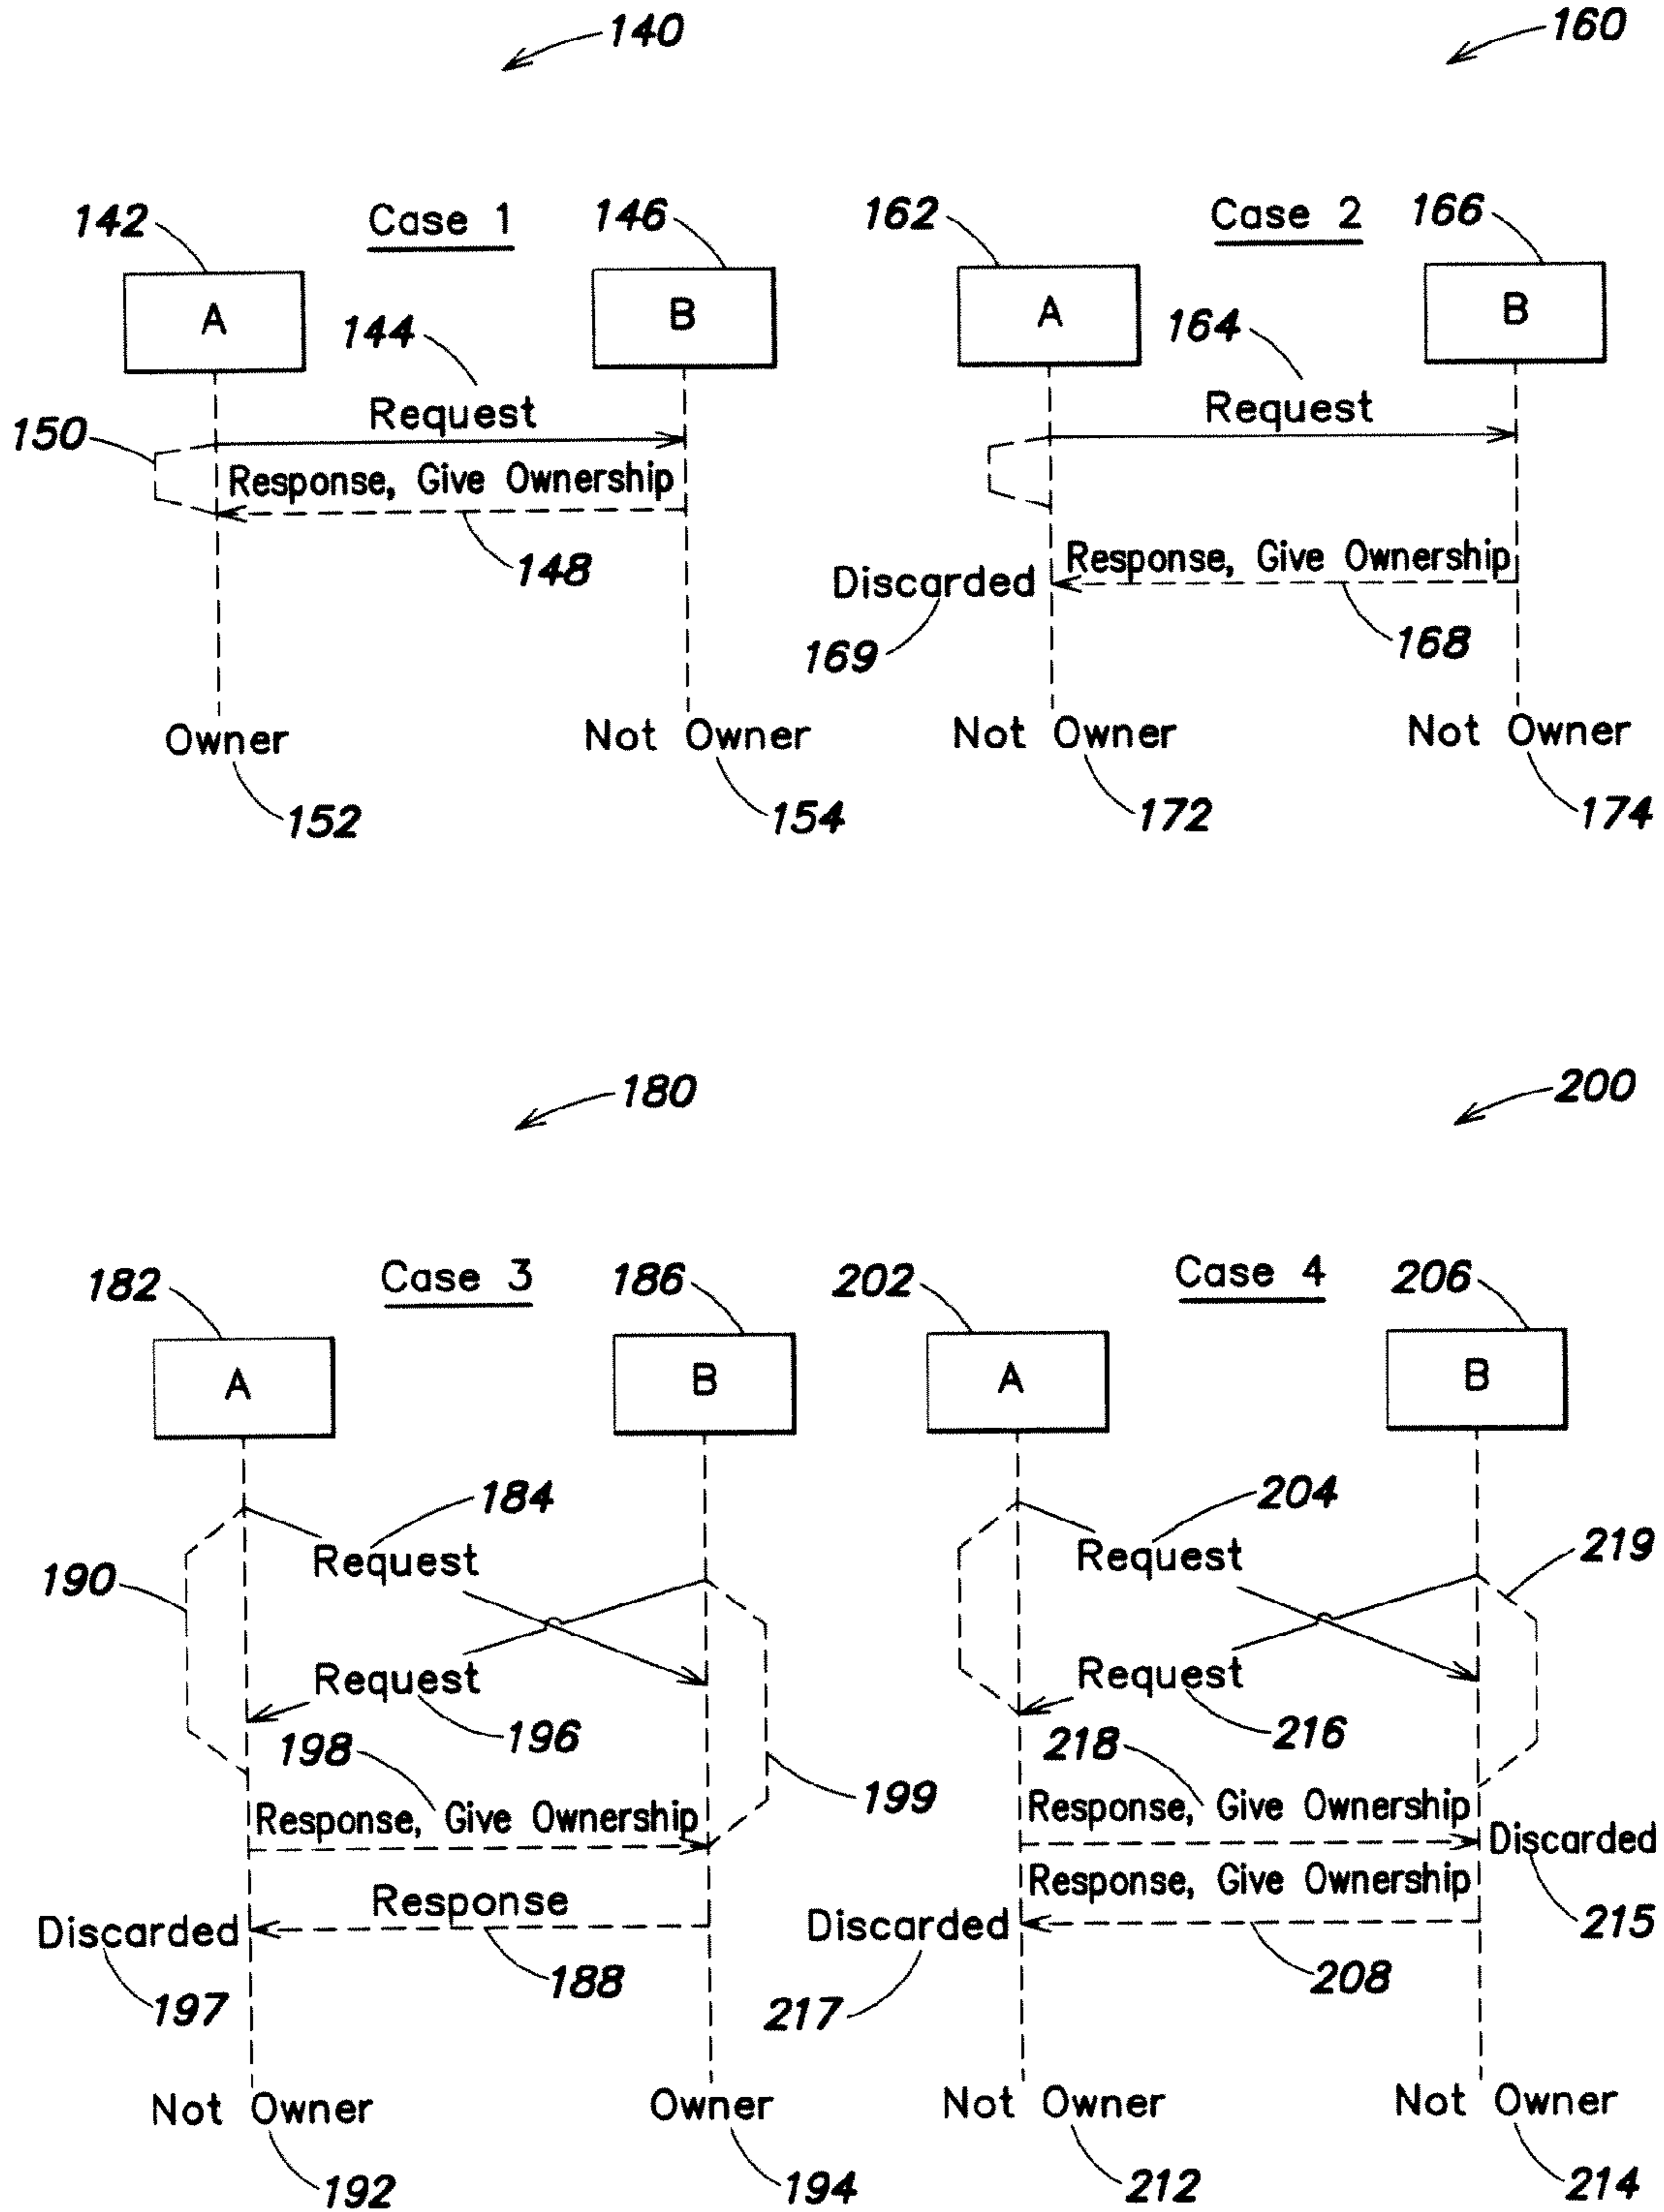 140
160
142
Case 1
146
162
Case 2
166
A
B
A
B
144
164
Request
Request
150
Response, Give Ownership
148
Response, Give Ownership
Discarded
169
168
Owner
Not Owner
Not Owner
Not Owner
152
154
172
174
180
200
182
Case 3
186
202
Case 4
206
A
B
A
B
184
204
Request
Request
219
190
Request
Request
196
216
198
218
199
Response, Give Ownership
Response, Give Ownership
Discarded
Response
Response, Give Ownership
Discarded
Discarded
215
188
208
197
217
Not Owner
Owner
Not Owner
Not Owner
192
194
212
214